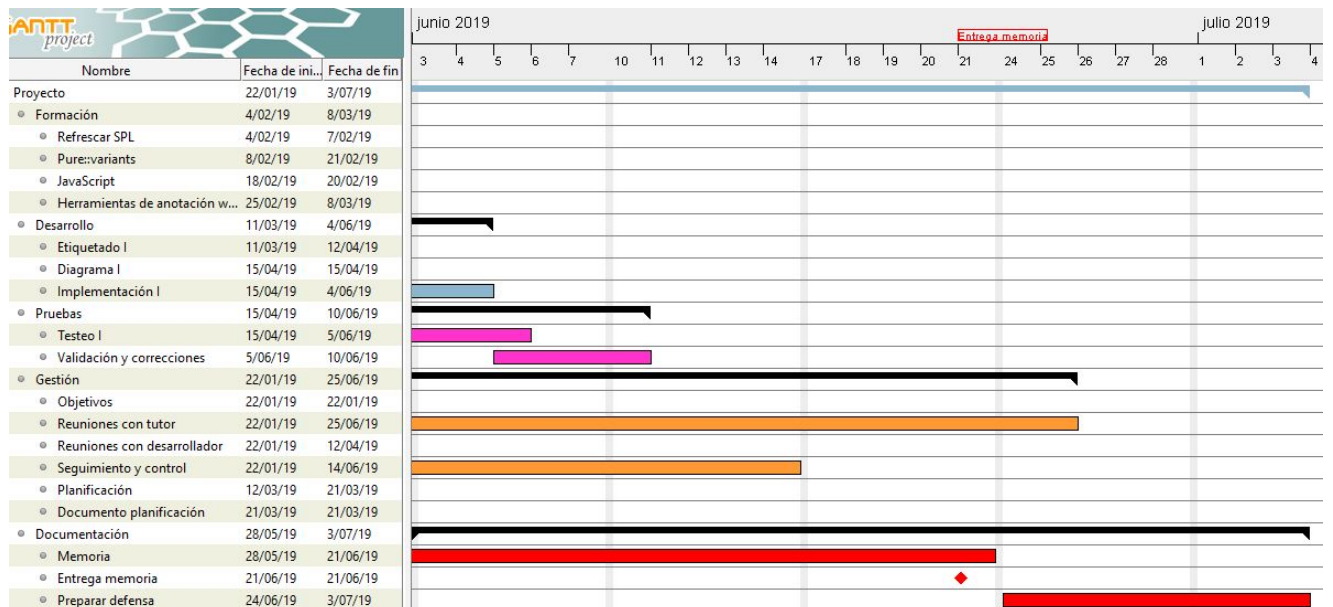 GANTT
project
junio 2019
julio 2019
Entrega memoria
3 4 5 6 7 10 11 12 13 14 17 18 19 20 21 24 25 26 27 28 1 2 3 4
Nombre Fecha de ini... Fecha de fin
Proyecto 22/01/19 3/07/19
Formación 4/02/19 8/03/19
Refrescar SPL 4/02/19 7/02/19
Pure::variants 8/02/19 21/02/19
JavaScript 18/02/19 20/02/19
Herramientas de anotación w... 25/02/19 8/03/19
Desarrollo 11/03/19 4/06/19
Etiquetado I 11/03/19 12/04/19
Diagrama I 15/04/19 15/04/19
Implementación I 15/04/19 4/06/19
Pruebas 15/04/19 10/06/19
Testeo I 15/04/19 5/06/19
Validación y correcciones 5/06/19 10/06/19
Gestión 22/01/19 25/06/19
Objetivos 22/01/19 22/01/19
Reuniones con tutor 22/01/19 25/06/19
Reuniones con desarrollador 22/01/19 12/04/19
Seguimiento y control 22/01/19 14/06/19
Planificación 12/03/19 21/03/19
Documento planificación 21/03/19 21/03/19
Documentación 28/05/19 3/07/19
Memoria 28/05/19 21/06/19
Entrega memoria 21/06/19 21/06/19
Preparar defensa 24/06/19 3/07/19